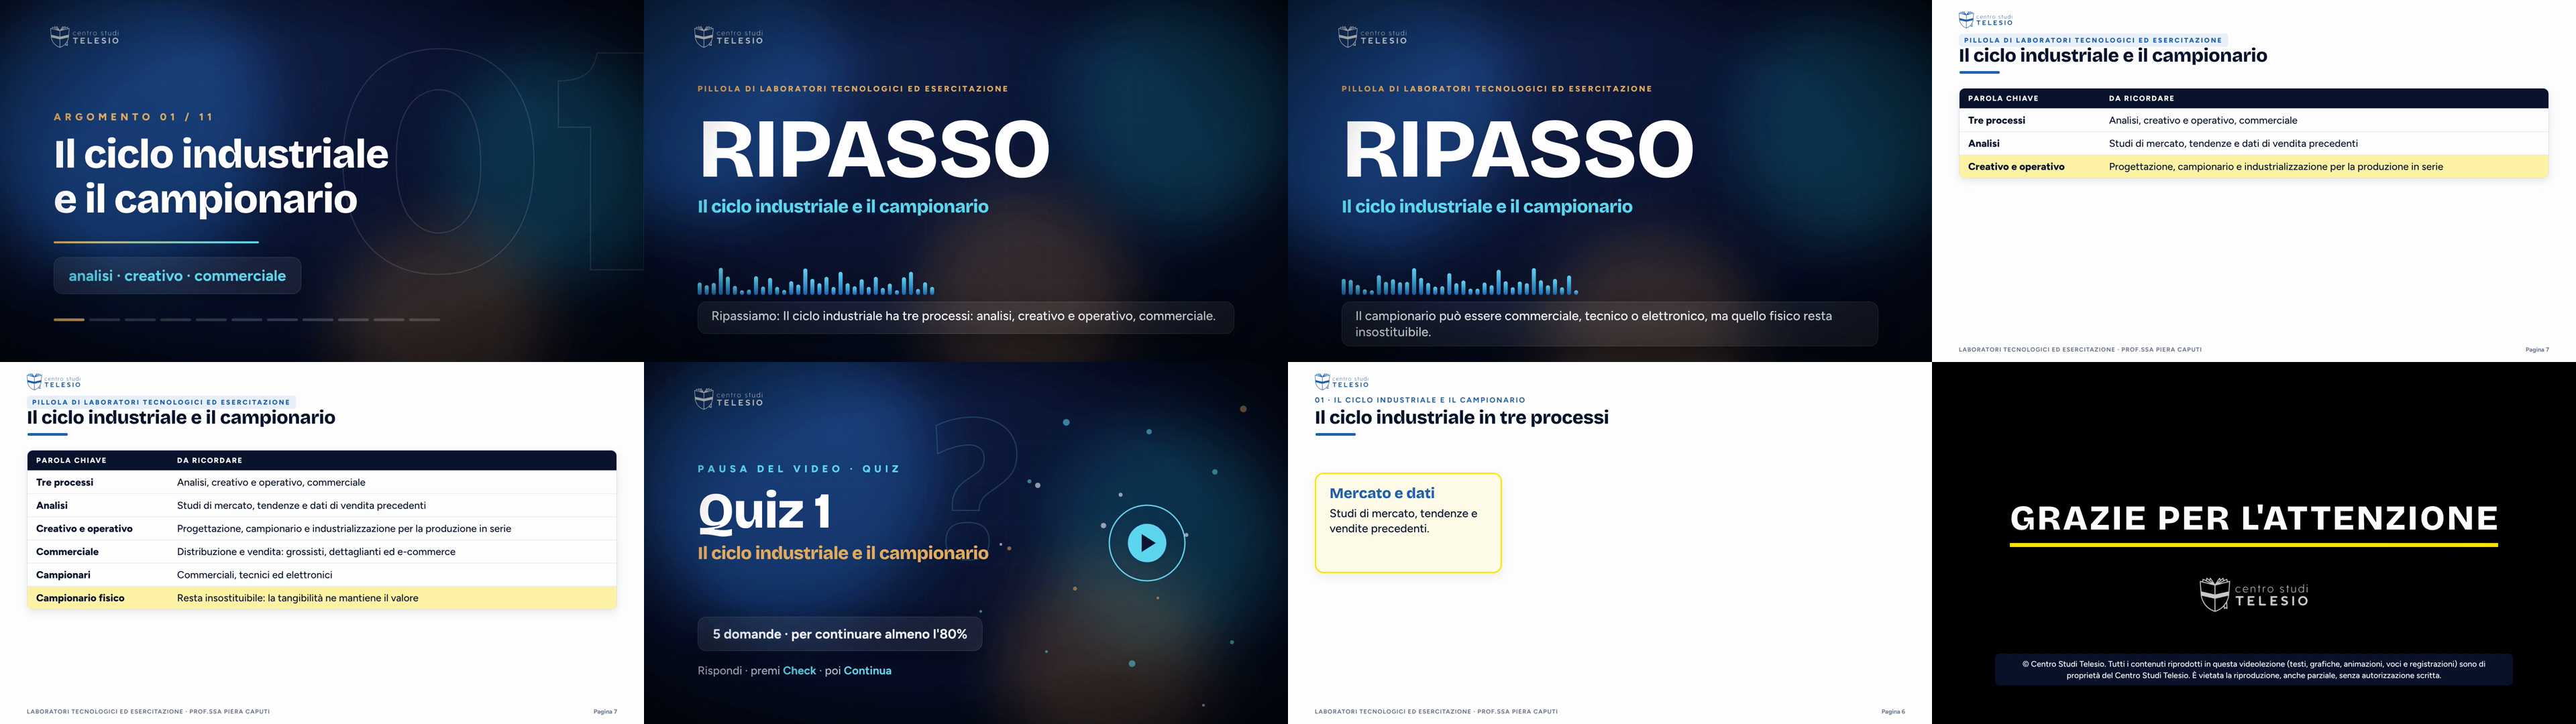 centro studi
TELESIO
ARGOMENTO 01 / 11
Il ciclo industriale
e il campionario
analisi · creativo · commerciale
01
centro studi
TELESIO
PILLOLA DI LABORATORI TECNOLOGICI ED ESERCITAZIONE
RIPASSO
Il ciclo industriale e il campionario
Ripassiamo: Il ciclo industriale ha tre processi: analisi, creativo e operativo, commerciale.
centro studi
TELESIO
PILLOLA DI LABORATORI TECNOLOGICI ED ESERCITAZIONE
RIPASSO
Il ciclo industriale e il campionario
Il campionario può essere commerciale, tecnico o elettronico, ma quello fisico resta
insostituibile.
centro studi
TELESIO
PILLOLA DI LABORATORI TECNOLOGICI ED ESERCITAZIONE
Il ciclo industriale e il campionario
PAROLA CHIAVE DA RICORDARE
Tre processi Analisi, creativo e operativo, commerciale
Analisi Studi di mercato, tendenze e dati di vendita precedenti
Creativo e operativo Progettazione, campionario e industrializzazione per la produzione in serie
LABORATORI TECNOLOGICI ED ESERCITAZIONE · PROF.SSA PIERA CAPUTI Pagina 7
centro studi
TELESIO
PILLOLA DI LABORATORI TECNOLOGICI ED ESERCITAZIONE
Il ciclo industriale e il campionario
PAROLA CHIAVE DA RICORDARE
Tre processi Analisi, creativo e operativo, commerciale
Analisi Studi di mercato, tendenze e dati di vendita precedenti
Creativo e operativo Progettazione, campionario e industrializzazione per la produzione in serie
Commerciale Distribuzione e vendita: grossisti, dettaglianti ed e-commerce
Campionari Commerciali, tecnici ed elettronici
Campionario fisico Resta insostituibile: la tangibilità ne mantiene il valore
LABORATORI TECNOLOGICI ED ESERCITAZIONE · PROF.SSA PIERA CAPUTI Pagina 7
centro studi
TELESIO
PAUSA DEL VIDEO · QUIZ
?
Quiz 1
Il ciclo industriale e il campionario
5 domande · per continuare almeno l'80%
Rispondi · premi Check · poi Continua
centro studi
TELESIO
01 · IL CICLO INDUSTRIALE E IL CAMPIONARIO
Il ciclo industriale in tre processi
Mercato e dati
Studi di mercato, tendenze e
vendite precedenti.
LABORATORI TECNOLOGICI ED ESERCITAZIONE · PROF.SSA PIERA CAPUTI Pagina 6
GRAZIE PER L'ATTENZIONE
centro studi
TELESIO
© Centro Studi Telesio. Tutti i contenuti riprodotti in questa videolezione (testi, grafiche, animazioni, voci e registrazioni) sono di
proprietà del Centro Studi Telesio. È vietata la riproduzione, anche parziale, senza autorizzazione scritta.